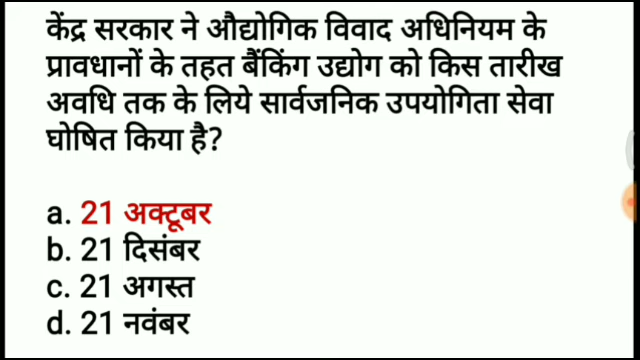 केंद्र सरकार ने औद्योगिक विवाद अधिनियम के
प्रावधानों के तहत बैंकिंग उद्योग को किस तारीख
अवधि तक के लिये सार्वजनिक उपयोगिता सेवा
घोषित किया है?
a. 21 अक्टूबर
b. 21 दिसंबर
c. 21 अगस्त
d. 21 नवंबर